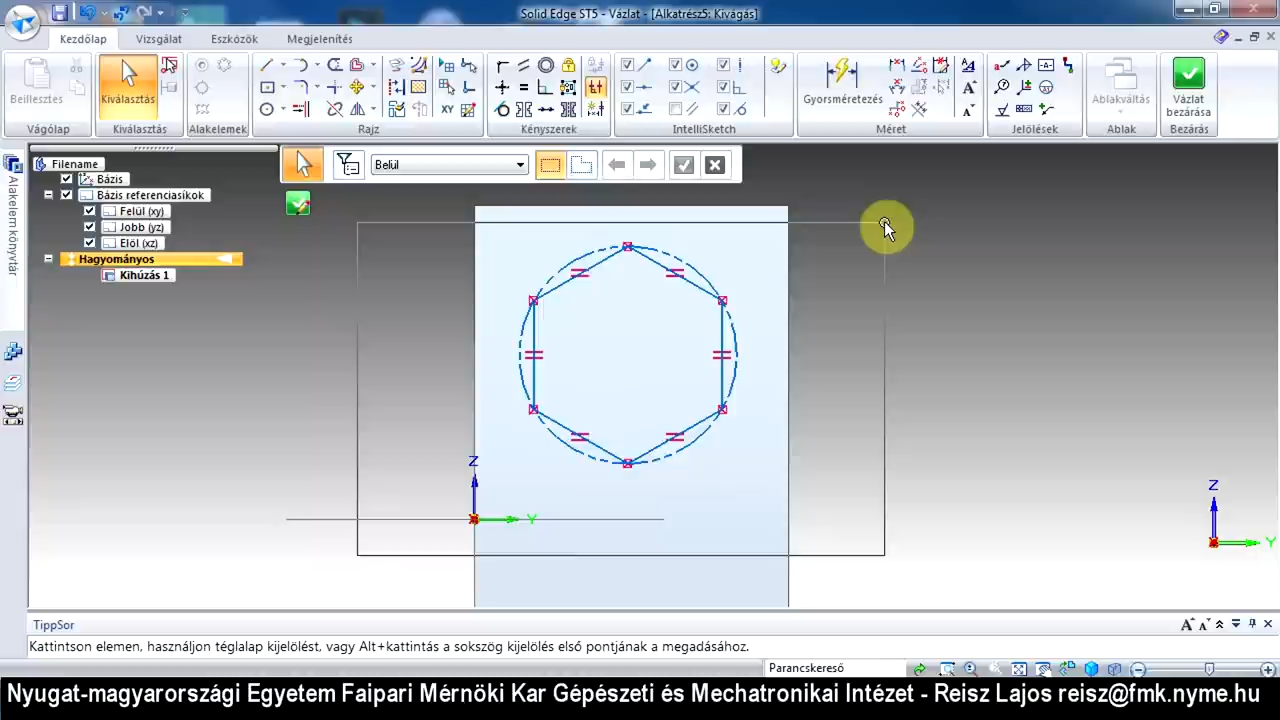 Solid Edge ST5 - Vázlat - [Alkatrész5: Kivágás]
Kezdőlap
Vizsgálat
Eszközök
Megjelenítés
Beillesztés
Kiválasztás
Gyorsméretezés
Ablakváltás
Vázlat bezárása
Vágólap
Kiválasztás
Alakelemek
Rajz
Kényszerek
IntelliSketch
Méret
Jelölések
Ablak
Bezárás
Alakelem könyvtár
Filename
Bázis
Bázis referenciasíkok
Felül (xy)
Jobb (yz)
Elöl (xz)
Hagyományos
Kihúzás 1
Belül
Z
Y
Z
Y
TippSor
Kattintson elemen, használjon téglalap kijelölést, vagy Alt+kattintás a sokszög kijelölés első pontjának a megadásához.
Parancskereső
Nyugat-magyarországi Egyetem Faipari Mérnöki Kar Gépészeti és Mechatronikai Intézet - Reisz Lajos reisz@fmk.nyme.hu